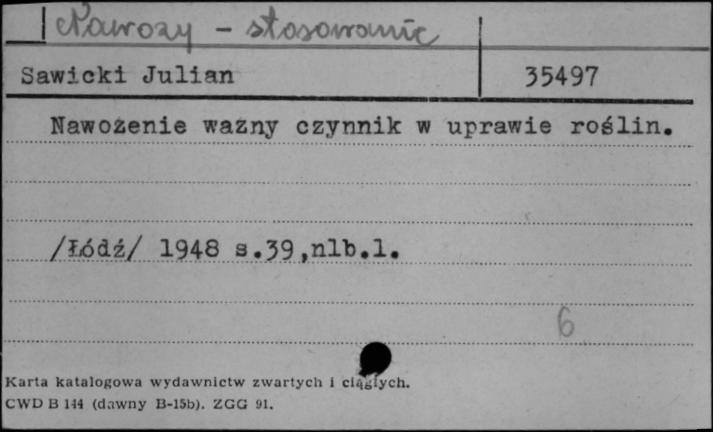 Nawozy - stosowanie
Sawicki Julian 35497
Nawożenie ważny czynnik w uprawie roślin.
/Łódź/ 1948 s.39,nlb.1.
6
Karta katalogowa wydawnictw zwartych i ciągłych.
CWD B 144 (dawny B-15b). ZGG 91.